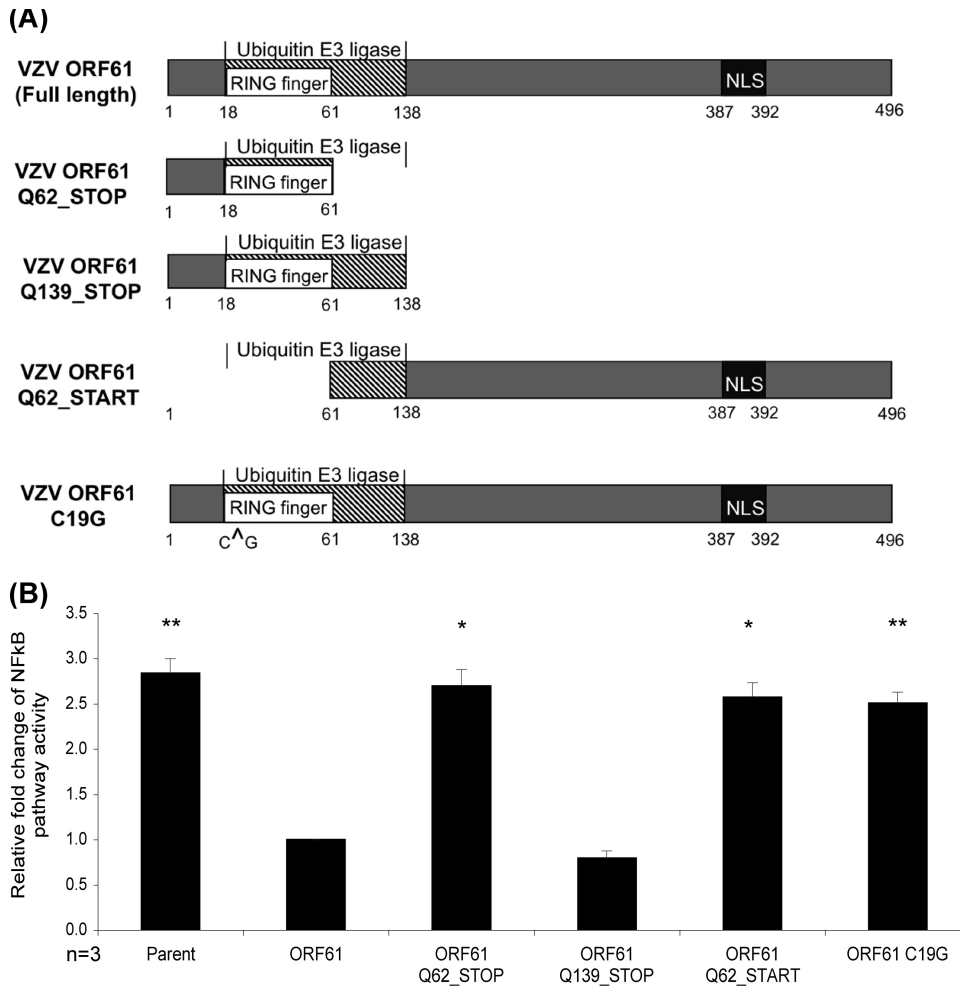 (A)
VZV ORF61
(Full length)
Ubiquitin E3 ligase
RING finger
NLS
1 18 61 138 387 392 496
VZV ORF61
Q62_STOP
Ubiquitin E3 ligase
RING finger
1 18 61
VZV ORF61
Q139_STOP
Ubiquitin E3 ligase
RING finger
1 18 61 138
VZV ORF61
Q62_START
Ubiquitin E3 ligase
NLS
1 61 138 387 392 496
VZV ORF61
C19G
Ubiquitin E3 ligase
RING finger
NLS
1 C^G 61 138 387 392 496
(B)
Relative fold change of NFkB
pathway activity
3.5
3.0
2.5
2.0
1.5
1.0
0.5
0.0
** * * **
n=3
Parent
ORF61
ORF61
Q62_STOP
ORF61
Q139_STOP
ORF61
Q62_START
ORF61 C19G